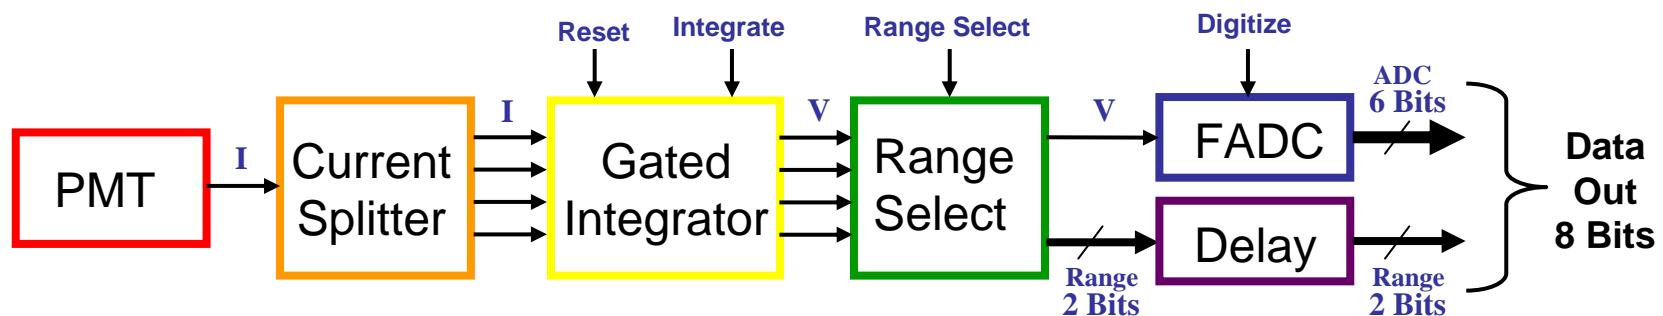 Reset
Integrate
Range Select
Digitize
PMT
I
Current
Splitter
I
Gated
Integrator
V
Range
Select
V
FADC
ADC
6 Bits
Range
2 Bits
Delay
Range
2 Bits
Data
Out
8 Bits